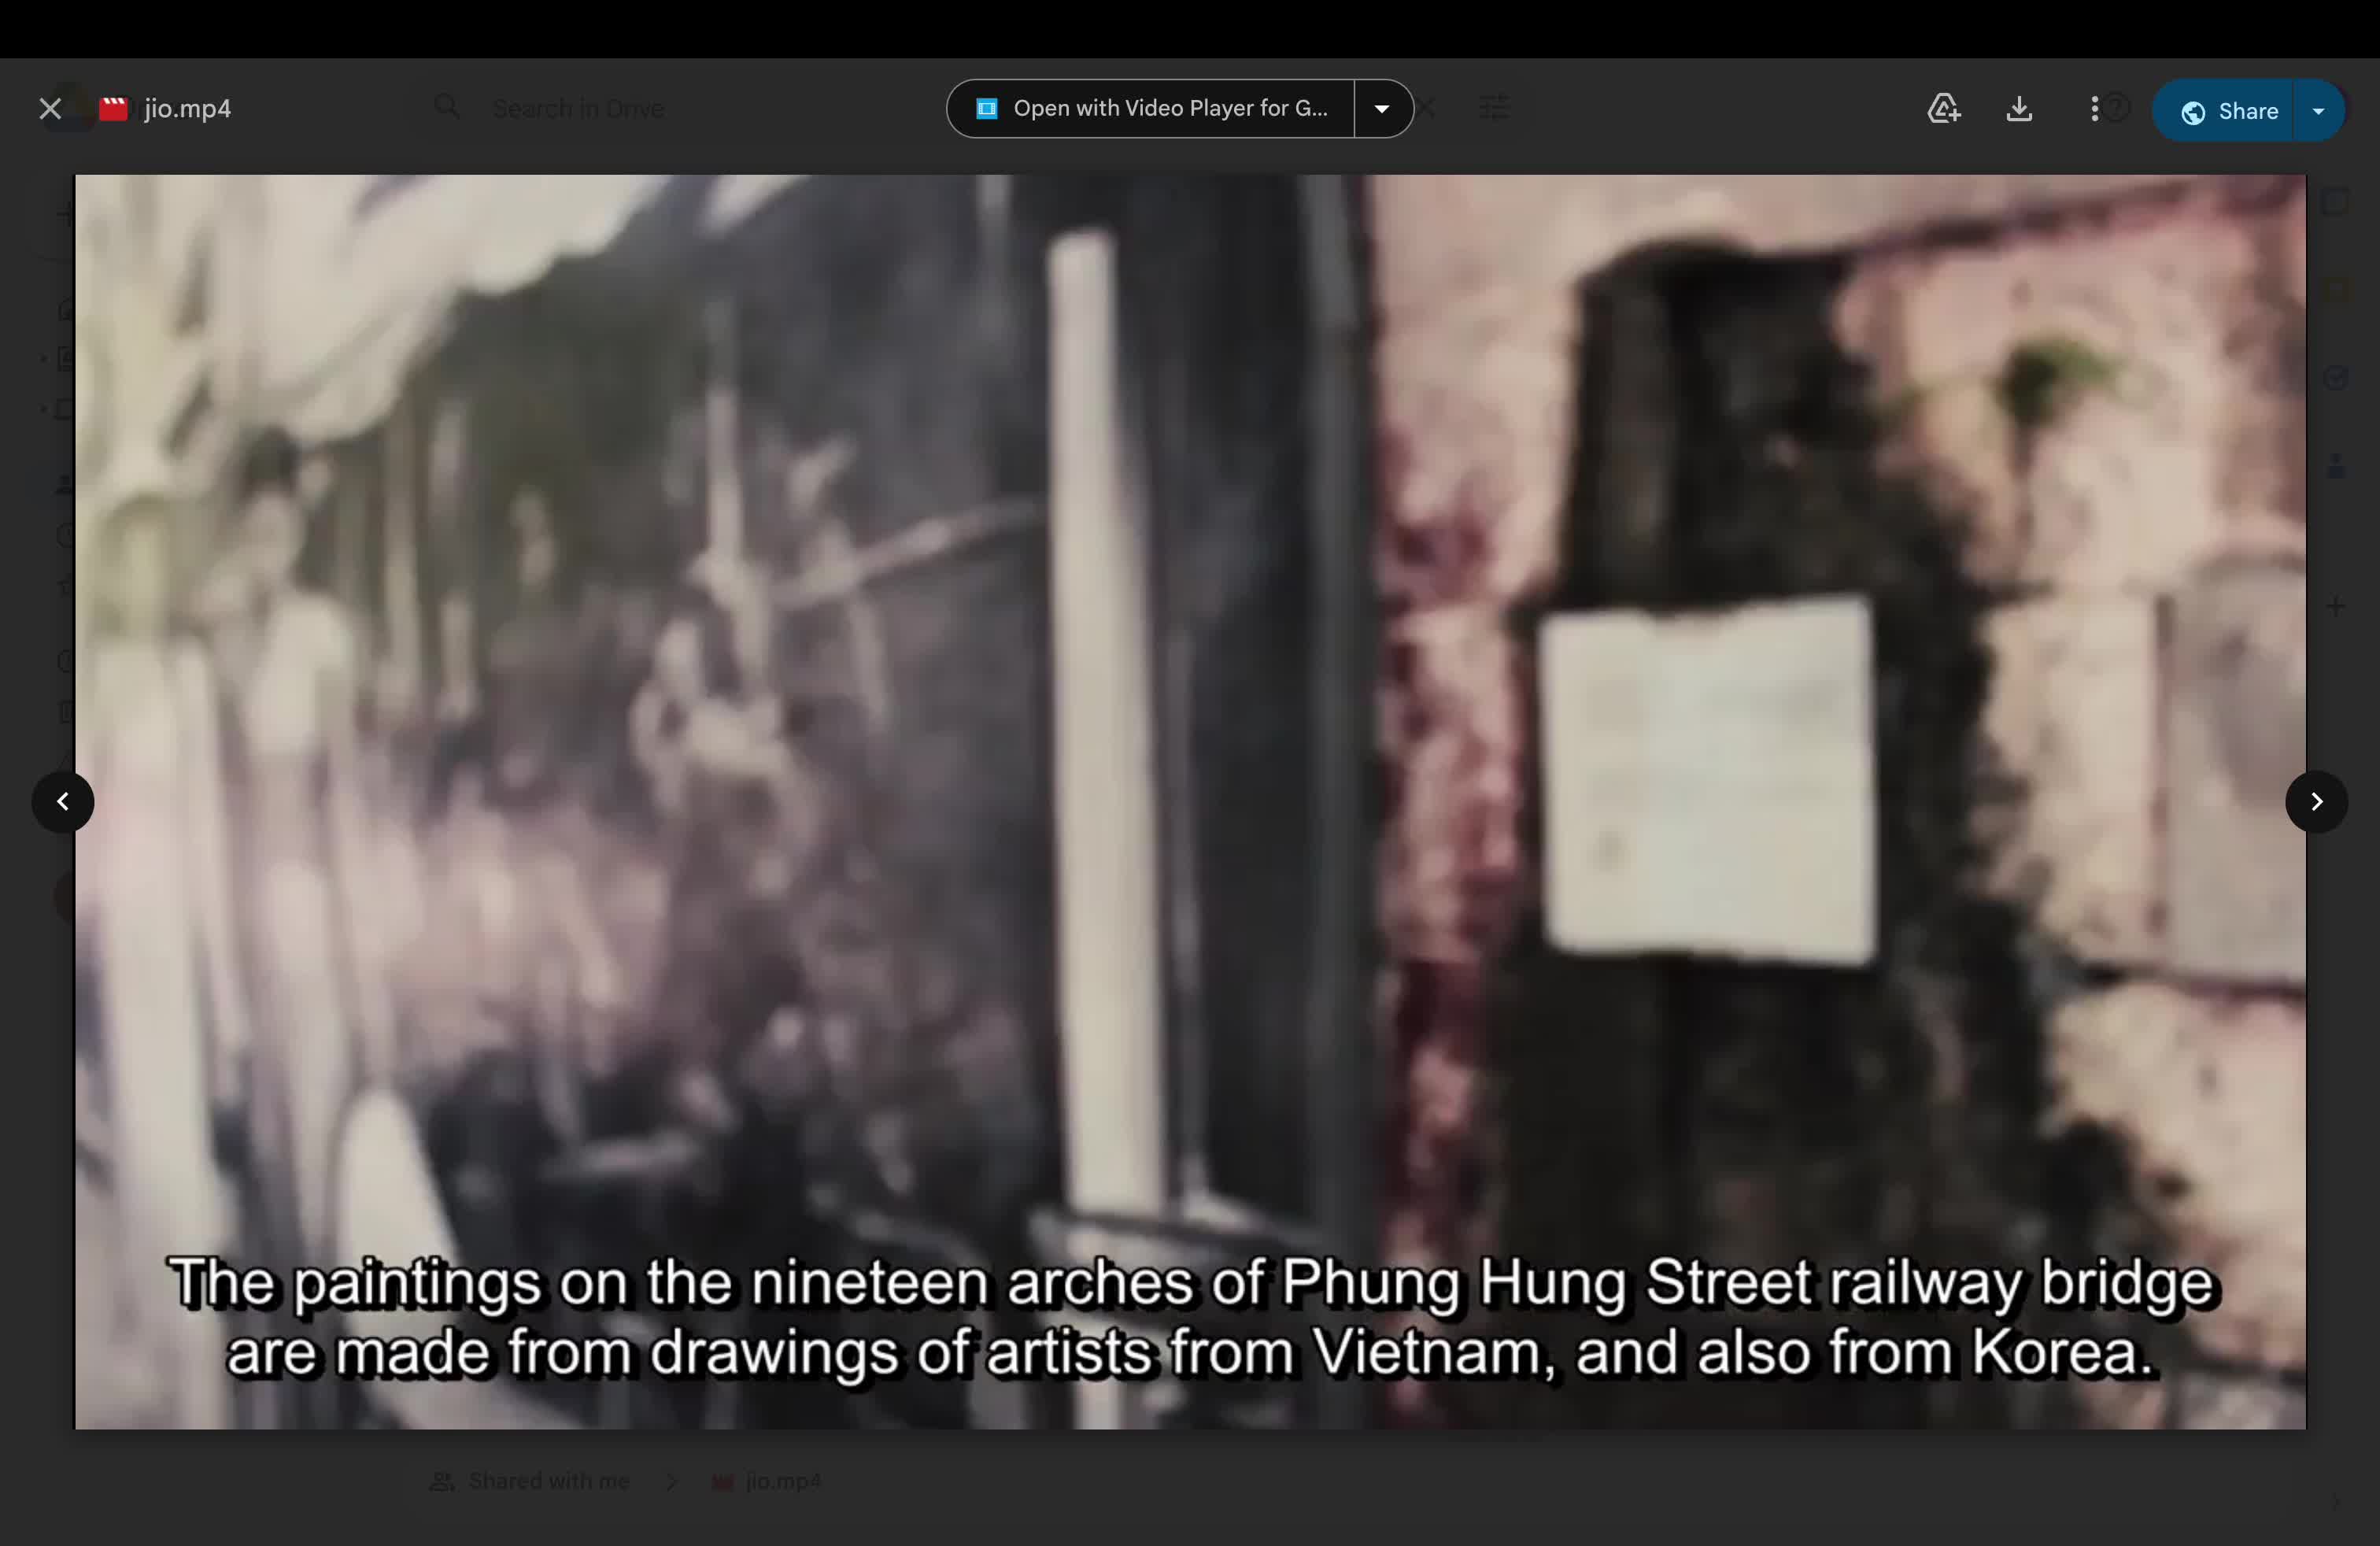 jio.mp4
Search in Drive
Open with Video Player for G...
Share
The paintings on the nineteen arches of Phung Hung Street railway bridge
are made from drawings of artists from Vietnam, and also from Korea.
Shared with me
jio.mp4